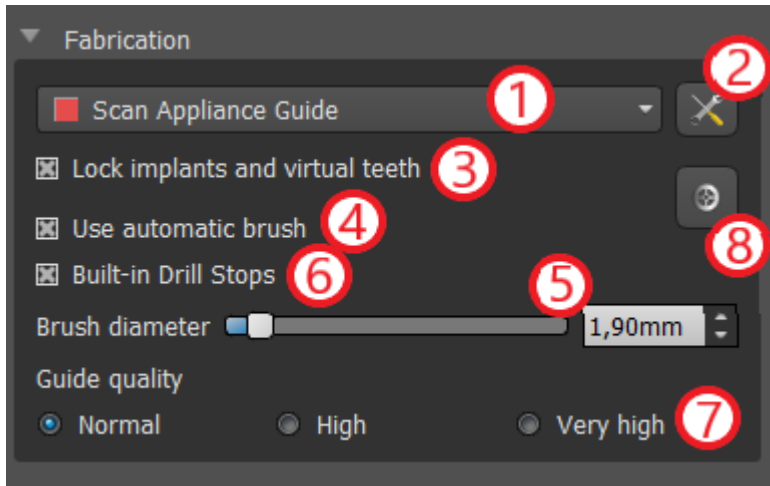 Fabrication
2
Scan Appliance Guide 1
Lock implants and virtual teeth 3
Use automatic brush 4
8
Built-in Drill Stops 6
5
Brush diameter 1,90mm
Guide quality
Normal High Very high 7